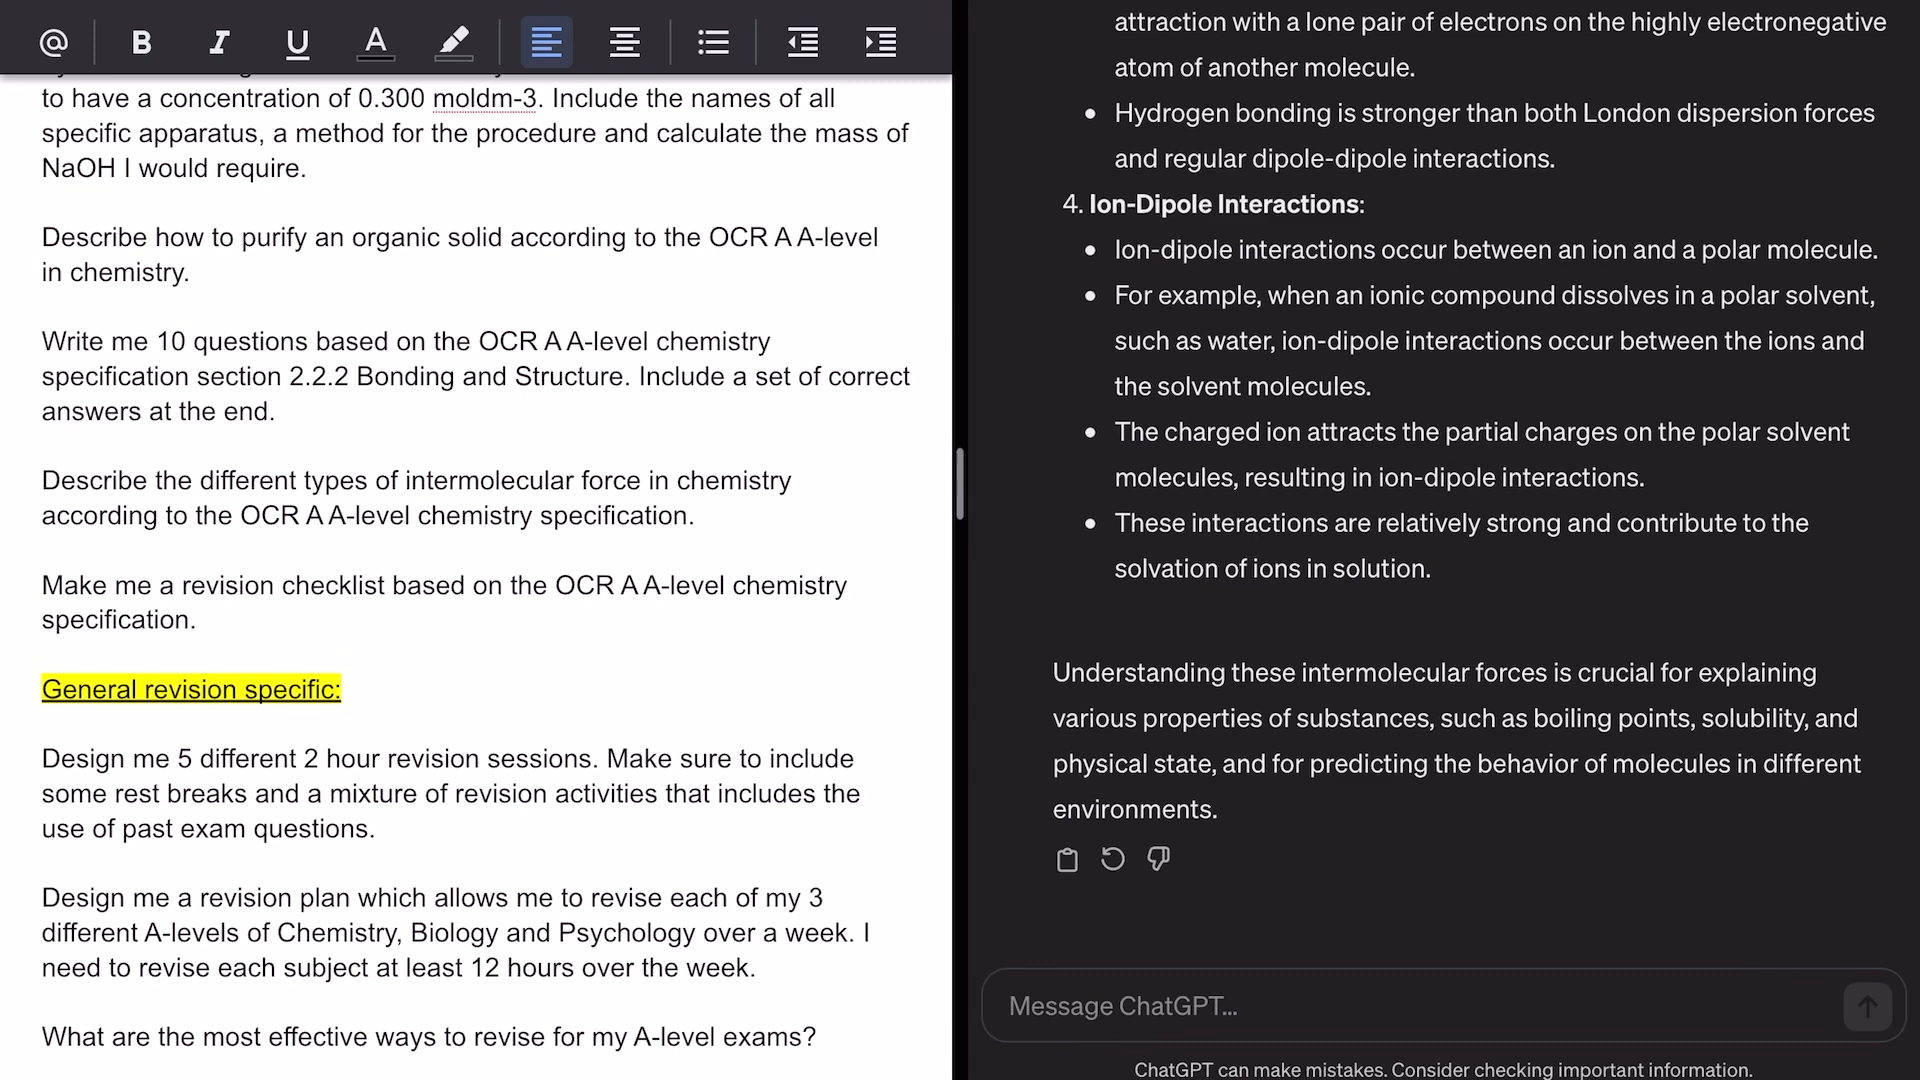 to have a concentration of 0.300 moldm-3. Include the names of all
specific apparatus, a method for the procedure and calculate the mass of
NaOH I would require.
Describe how to purify an organic solid according to the OCR A A-level
in chemistry.
Write me 10 questions based on the OCR A A-level chemistry
specification section 2.2.2 Bonding and Structure. Include a set of correct
answers at the end.
Describe the different types of intermolecular force in chemistry
according to the OCR A A-level chemistry specification.
Make me a revision checklist based on the OCR A A-level chemistry
specification.
General revision specific:
Design me 5 different 2 hour revision sessions. Make sure to include
some rest breaks and a mixture of revision activities that includes the
use of past exam questions.
Design me a revision plan which allows me to revise each of my 3
different A-levels of Chemistry, Biology and Psychology over a week. I
need to revise each subject at least 12 hours over the week.
What are the most effective ways to revise for my A-level exams?
attraction with a lone pair of electrons on the highly electronegative
atom of another molecule.
• Hydrogen bonding is stronger than both London dispersion forces
and regular dipole-dipole interactions.
4. Ion-Dipole Interactions:
• Ion-dipole interactions occur between an ion and a polar molecule.
• For example, when an ionic compound dissolves in a polar solvent,
such as water, ion-dipole interactions occur between the ions and
the solvent molecules.
• The charged ion attracts the partial charges on the polar solvent
molecules, resulting in ion-dipole interactions.
• These interactions are relatively strong and contribute to the
solvation of ions in solution.
Understanding these intermolecular forces is crucial for explaining
various properties of substances, such as boiling points, solubility, and
physical state, and for predicting the behavior of molecules in different
environments.
Message ChatGPT...
ChatGPT can make mistakes. Consider checking important information.